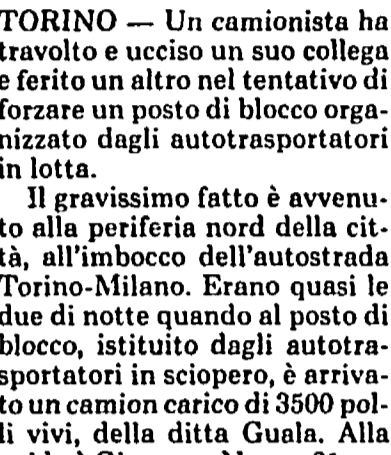 TORINO — Un camionista ha
travolto e ucciso un suo collega
e ferito un altro nel tentativo di
forzare un posto di blocco orga-
nizzato dagli autotrasportatori
in lotta.
Il gravissimo fatto è avvenu-
to alla periferia nord della cit-
tà, all'imbocco dell'autostrada
Torino-Milano. Erano quasi le
due di notte quando al posto di
blocco, istituito dagli autotra-
sportatori in sciopero, è arriva-
to un camion carico di 3500 pol-
li vivi, della ditta Guala. Alla